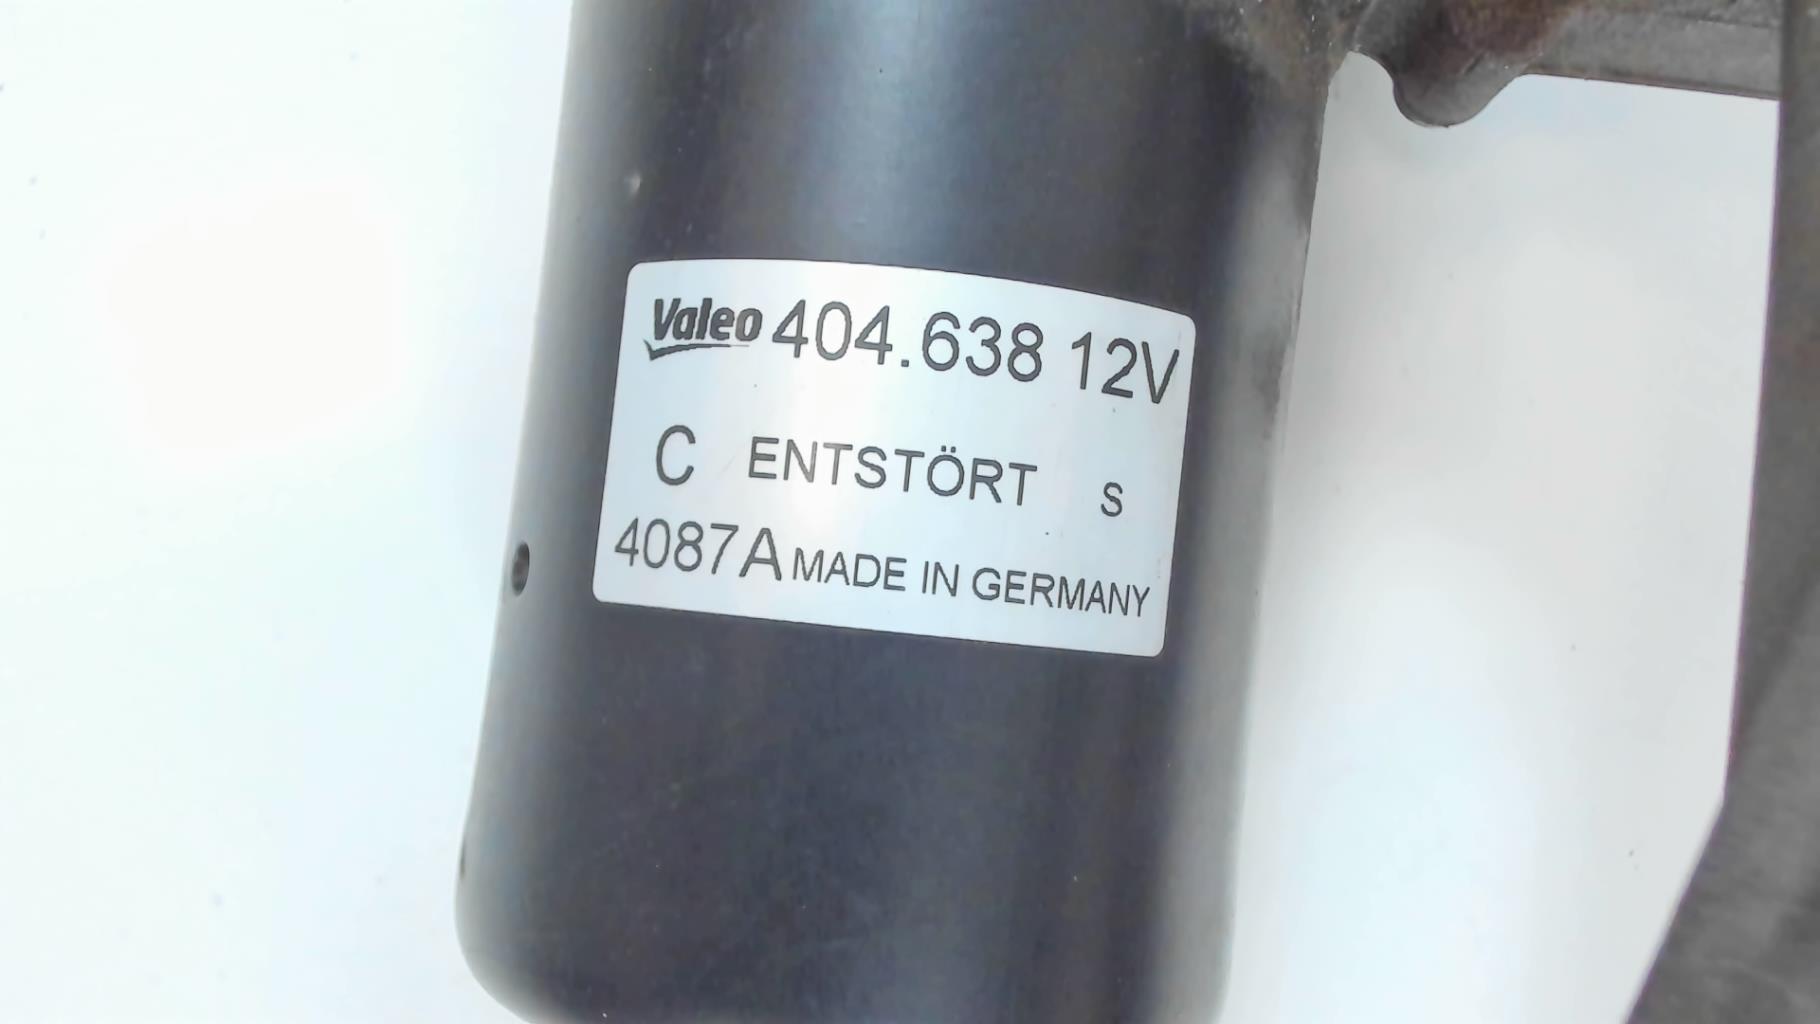 Valeo 404.638 12V
C ENTSTÖRT s
4087A MADE IN GERMANY